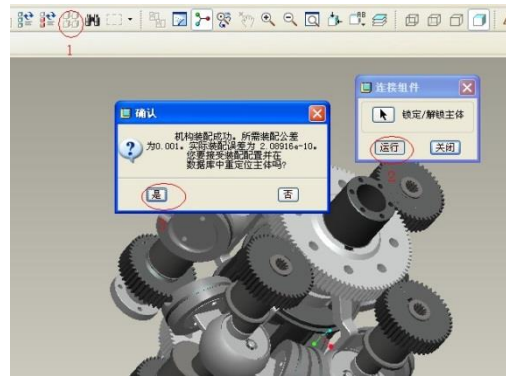 1
确认
机构装配成功。所需装配公差
为0.001。实际装配误差为 2.08916e-10。
您要接受装配配置并在
数据库中重定位主体吗?
是
否
连接组件
锁定/解锁主体
运行
关闭
2